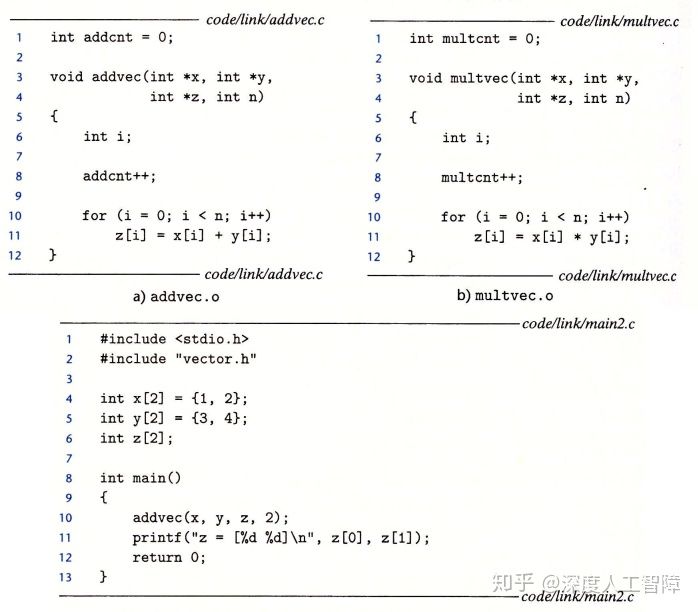 code/link/addvec.c
1 int addcnt = 0;
2
3 void addvec(int *x, int *y,
4 int *z, int n)
5 {
6 int i;
7
8 addcnt++;
9
10 for (i = 0; i < n; i++)
11 z[i] = x[i] + y[i];
12 }
code/link/addvec.c
a) addvec.o
code/link/multvec.c
1 int multcnt = 0;
2
3 void multvec(int *x, int *y,
4 int *z, int n)
5 {
6 int i;
7
8 multcnt++;
9
10 for (i = 0; i < n; i++)
11 z[i] = x[i] * y[i];
12 }
code/link/multvec.c
b) multvec.o
code/link/main2.c
1 #include <stdio.h>
2 #include "vector.h"
3
4 int x[2] = {1, 2};
5 int y[2] = {3, 4};
6 int z[2];
7
8 int main()
9 {
10 addvec(x, y, z, 2);
11 printf("z = [%d %d]\n", z[0], z[1]);
12 return 0;
13 }
知乎 @深度人工智障
code/link/main2.c